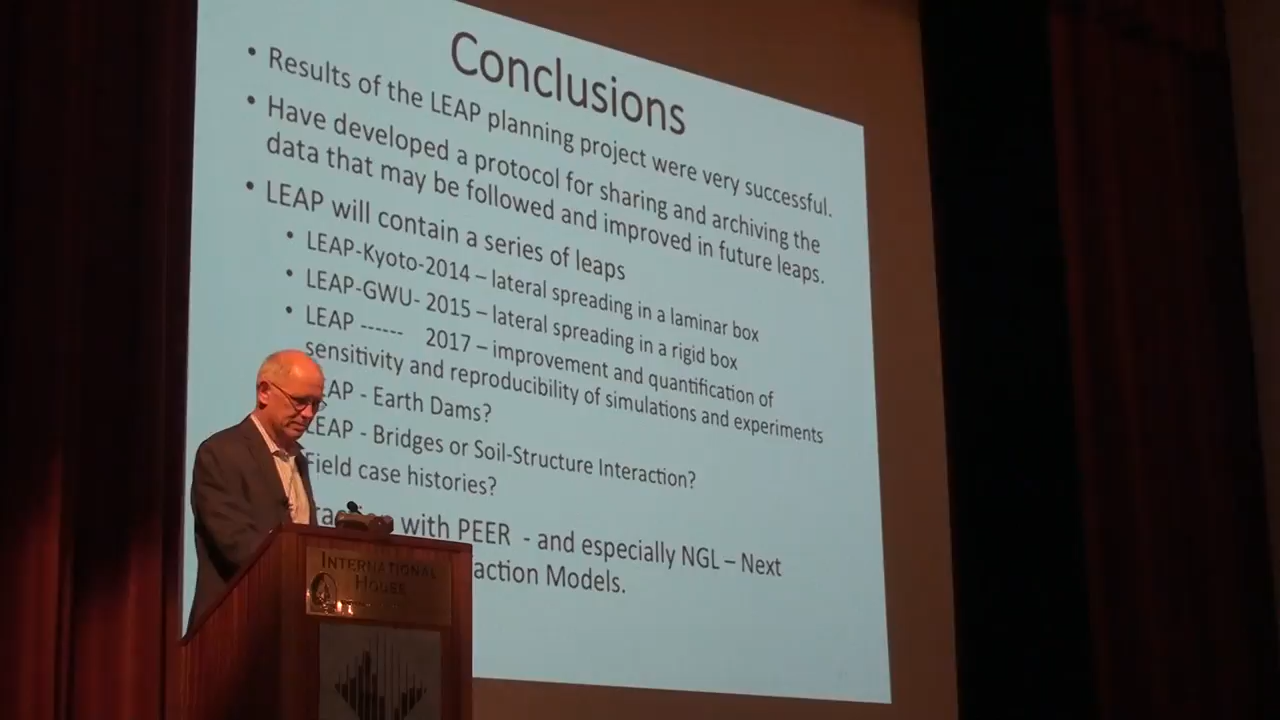 Conclusions
• Results of the LEAP planning project were very successful.
• Have developed a protocol for sharing and archiving the
data that may be followed and improved in future leaps.
• LEAP will contain a series of leaps
• LEAP-Kyoto-2014 – lateral spreading in a laminar box
• LEAP-GWU- 2015 – lateral spreading in a rigid box
• LEAP ------ 2017 – improvement and quantification of
sensitivity and reproducibility of simulations and experiments
EAP - Earth Dams?
LEAP - Bridges or Soil-Structure Interaction?
Field case histories?
with PEER - and especially NGL – Next
action Models.
INTERNATIONAL
HOUSE